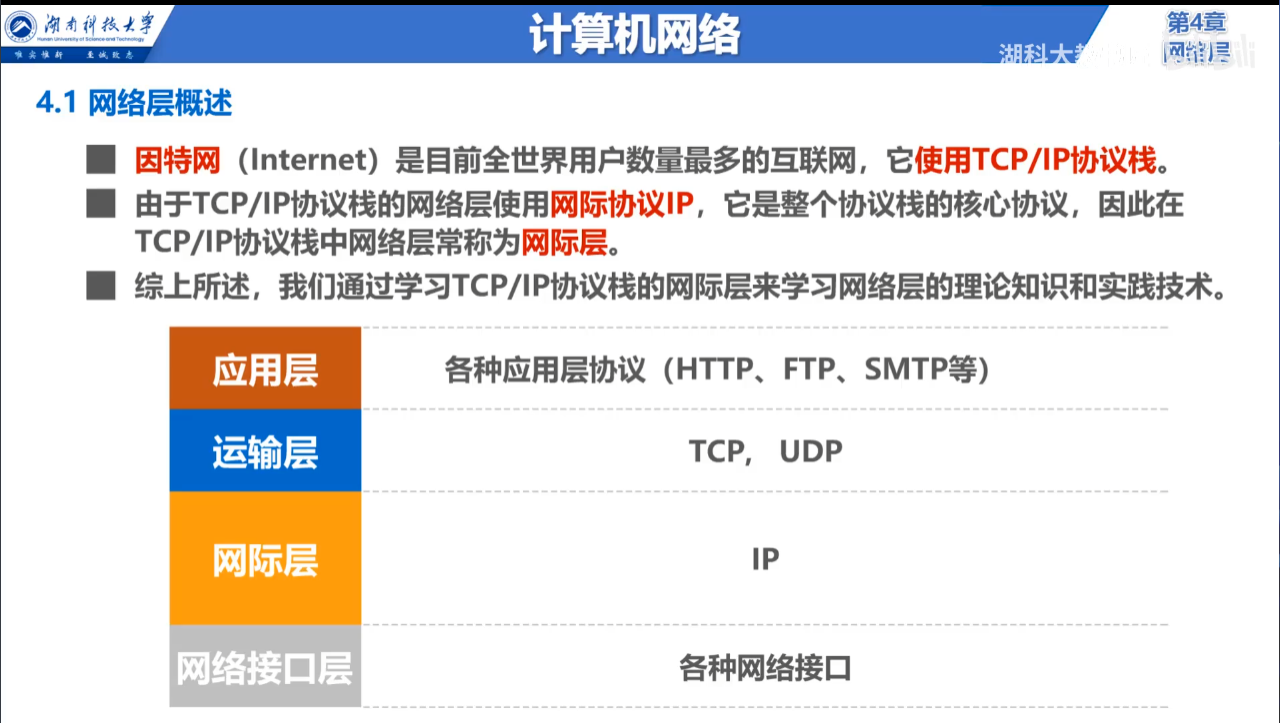 湖南科技大学
Hunan University of Science and Technology
唯实惟新 至诚致志
计算机网络
第4章
网络层
湖科大教
4.1 网络层概述
因特网（Internet）是目前全世界用户数量最多的互联网，它使用TCP/IP协议栈。
由于TCP/IP协议栈的网络层使用网际协议IP，它是整个协议栈的核心协议，因此在
TCP/IP协议栈中网络层常称为网际层。
综上所述，我们通过学习TCP/IP协议栈的网际层来学习网络层的理论知识和实践技术。
应用层 各种应用层协议（HTTP、FTP、SMTP等）
运输层 TCP， UDP
网际层 IP
网络接口层 各种网络接口